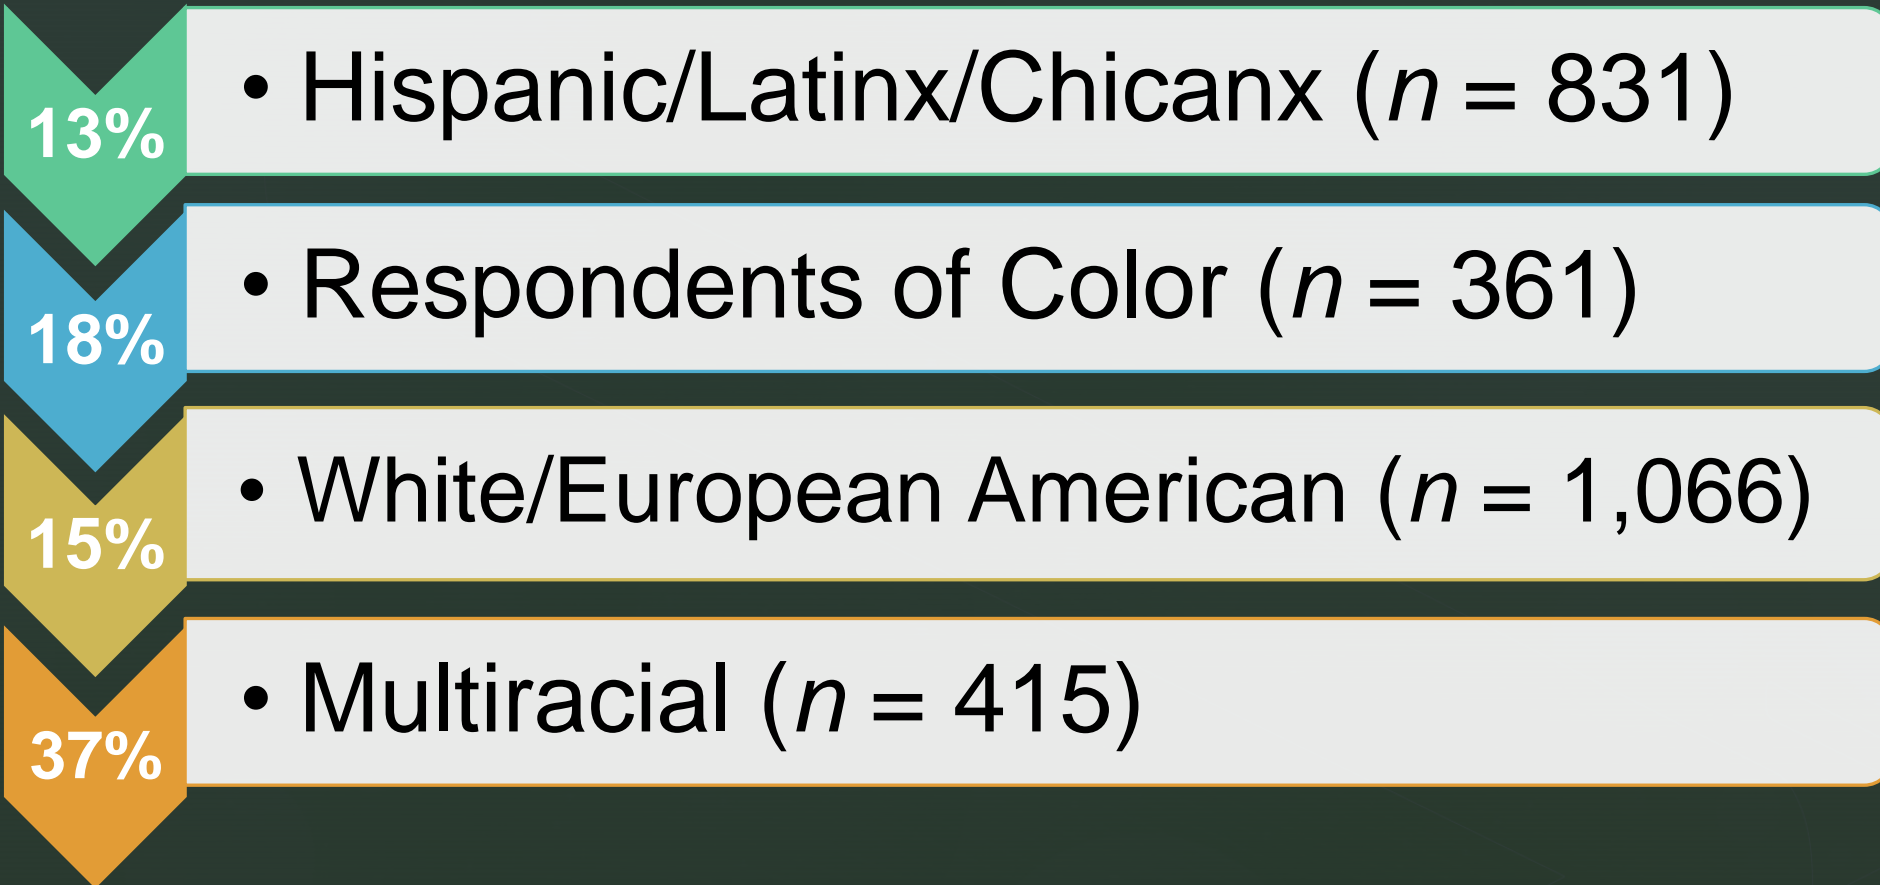 13%
• Hispanic/Latinx/Chicanx (n = 831)
18%
• Respondents of Color (n = 361)
15%
• White/European American (n = 1,066)
37%
• Multiracial (n = 415)